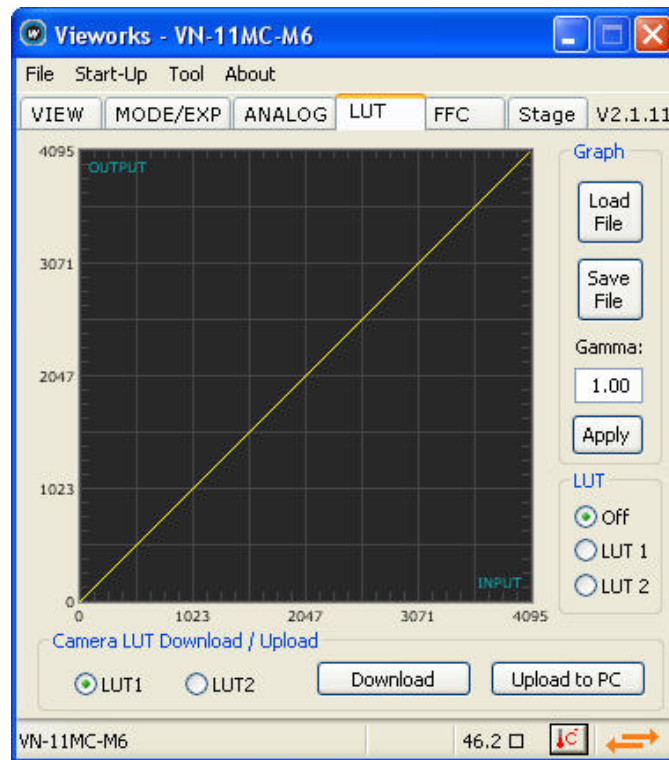 Vieworks - VN-11MC-M6
File Start-Up Tool About
VIEW MODE/EXP ANALOG LUT FFC Stage V2.1.11
4095
OUTPUT
3071
2047
1023
0
INPUT
0 1023 2047 3071 4095
Graph
Load
File
Save
File
Gamma:
1.00
Apply
LUT
Off
LUT 1
LUT 2
Camera LUT Download / Upload
LUT1 LUT2 Download Upload to PC
VN-11MC-M6 46.2 □ C